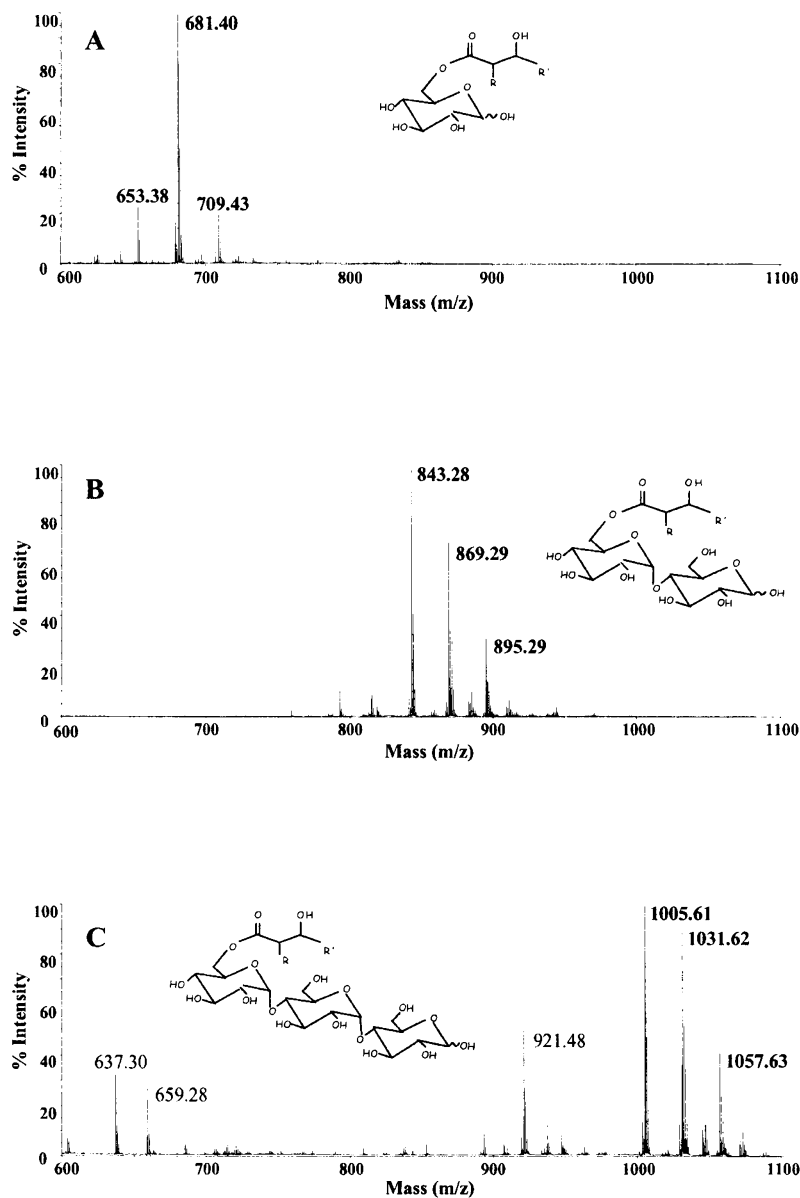 A
681.40
653.38
709.43
% Intensity
100
80
60
40
20
0
600 700 800 900 1000 1100
Mass (m/z)
O OH
O R R'
HO O
HO OH OH
B
843.28
869.29
895.29
% Intensity
100
80
60
40
20
0
600 700 800 900 1000 1100
Mass (m/z)
O OH
O R R'
HO O OH
HO OH O O
HO OH OH
C
1005.61
1031.62
921.48
1057.63
637.30
659.28
% Intensity
100
80
60
40
20
0
600 700 800 900 1000 1100
Mass (m/z)
O OH
O R R'
HO O OH
HO OH O O OH
HO OH O O
HO OH OH